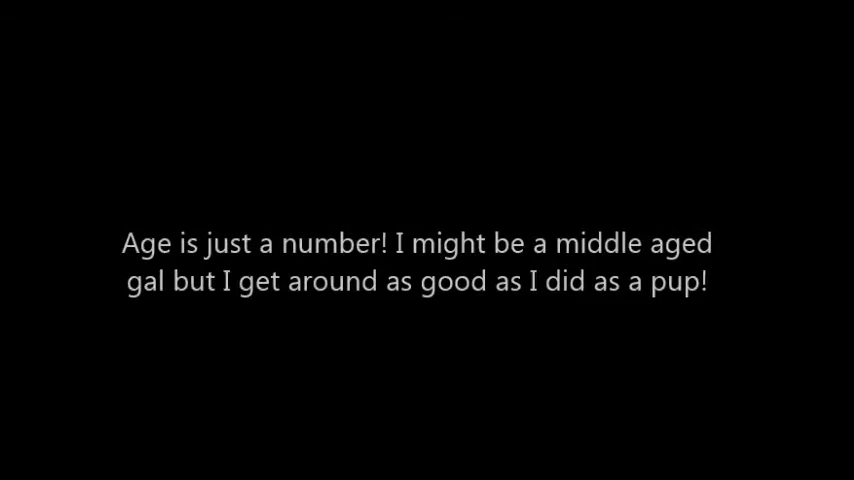 Age is just a number! I might be a middle aged
gal but I get around as good as I did as a pup!